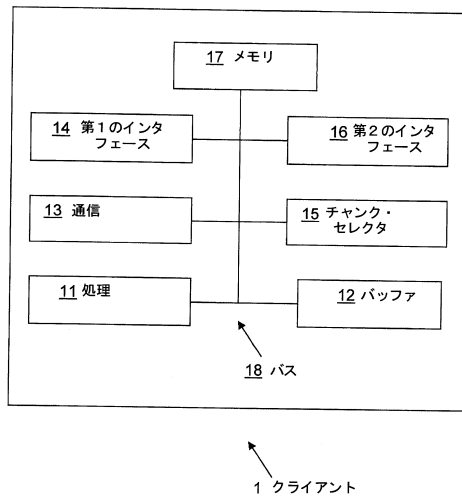 17 メモリ
14 第1のインタ
フェース
16 第2のインタ
フェース
13 通信
15 チャンク・
セレクタ
11 処理
12 バッファ
18 バス
1 クライアント